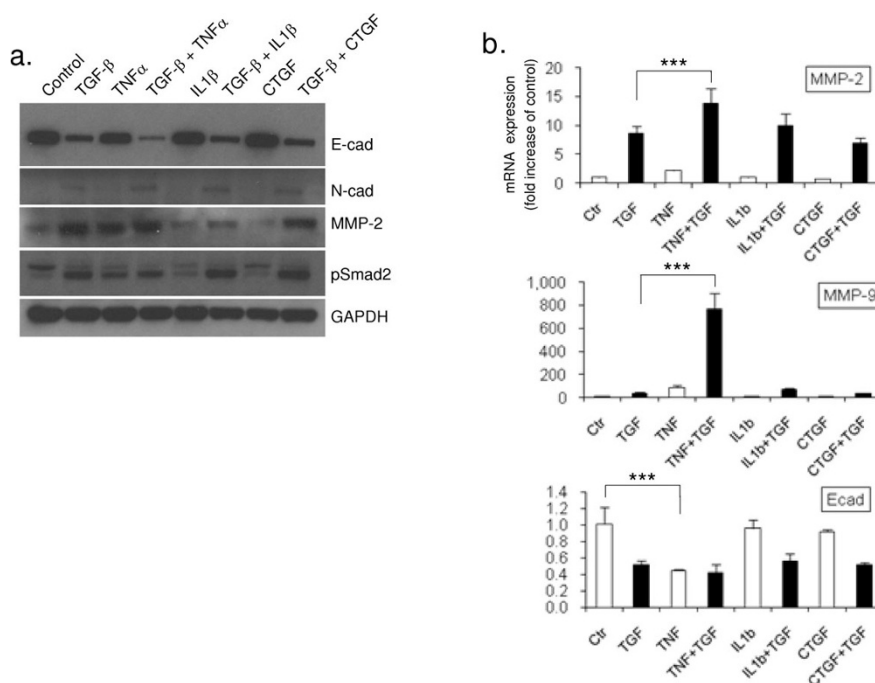 a.
Control
TGF-β
TNFα
TGF-β + TNFα
IL1β
TGF-β + IL1β
CTGF
TGF-β + CTGF
E-cad
N-cad
MMP-2
pSmad2
GAPDH
b.
mRNA expression
(fold increase of control)
***
MMP-2
20
15
10
5
0
Ctr
TGF
TNF
TNF+TGF
IL1b
IL1b+TGF
CTGF
CTGF+TGF
***
MMP-9
1,000
800
600
400
200
0
Ctr
TGF
TNF
TNF+TGF
IL1b
IL1b+TGF
CTGF
CTGF+TGF
***
Ecad
1.4
1.2
1.0
0.8
0.6
0.4
0.2
0.0
Ctr
TGF
TNF
TNF+TGF
IL1b
IL1b+TGF
CTGF
CTGF+TGF